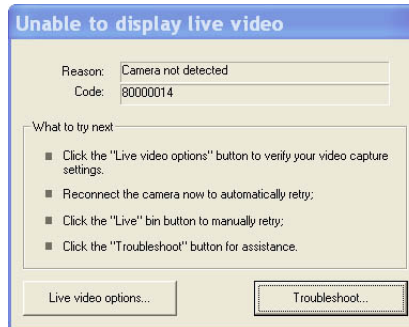 Unable to display live video
Reason: Camera not detected
Code: 80000014
What to try next
Click the "Live video options" button to verify your video capture
settings.
Reconnect the camera now to automatically retry;
Click the "Live" bin button to manually retry;
Click the "Troubleshoot" button for assistance.
Live video options... Troubleshoot...